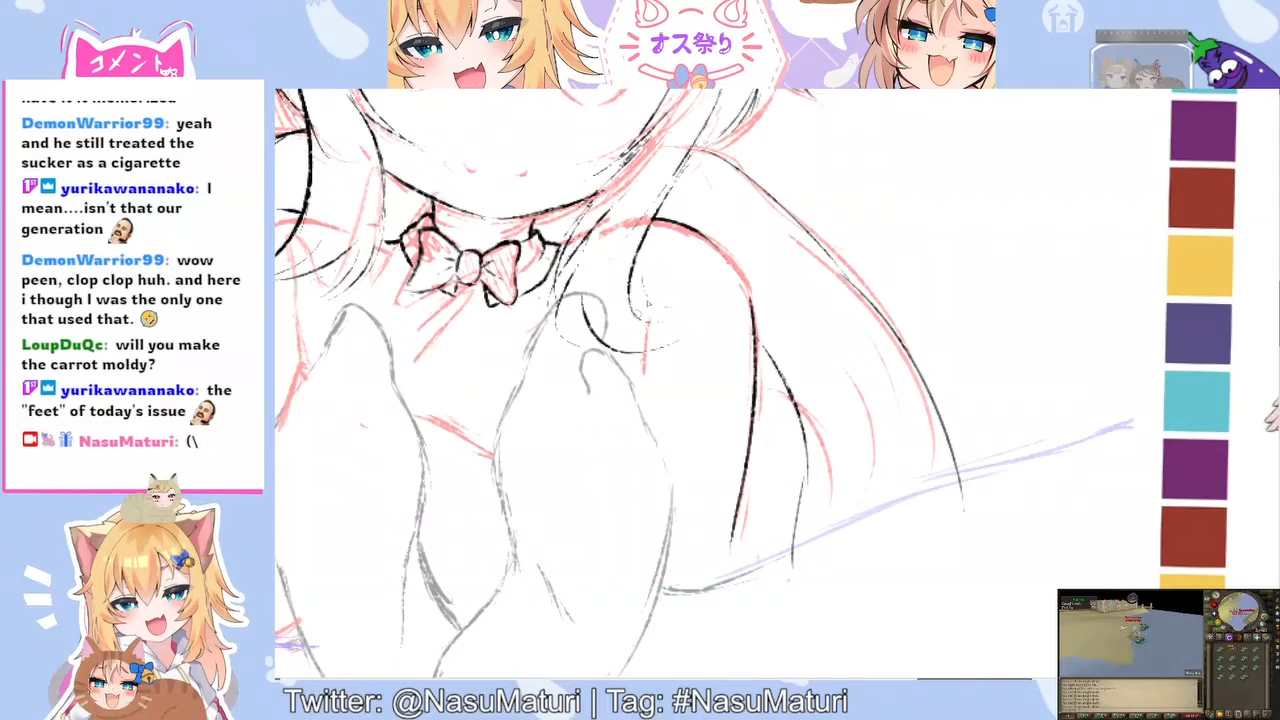 オス祭り
コメント
DemonWarrior99: yeah
and he still treated the
sucker as a cigarette
yurikawananako: I
mean....isn't that our
generation
DemonWarrior99: wow
peen, clop clop huh. and here
i though I was the only one
that used that.
LoupDuQc: will you make
the carrot moldy?
yurikawananako: the
"feet" of today's issue
NasuMaturi: (\
Twitte @NasuMaturi | Tag: #NasuMaturi